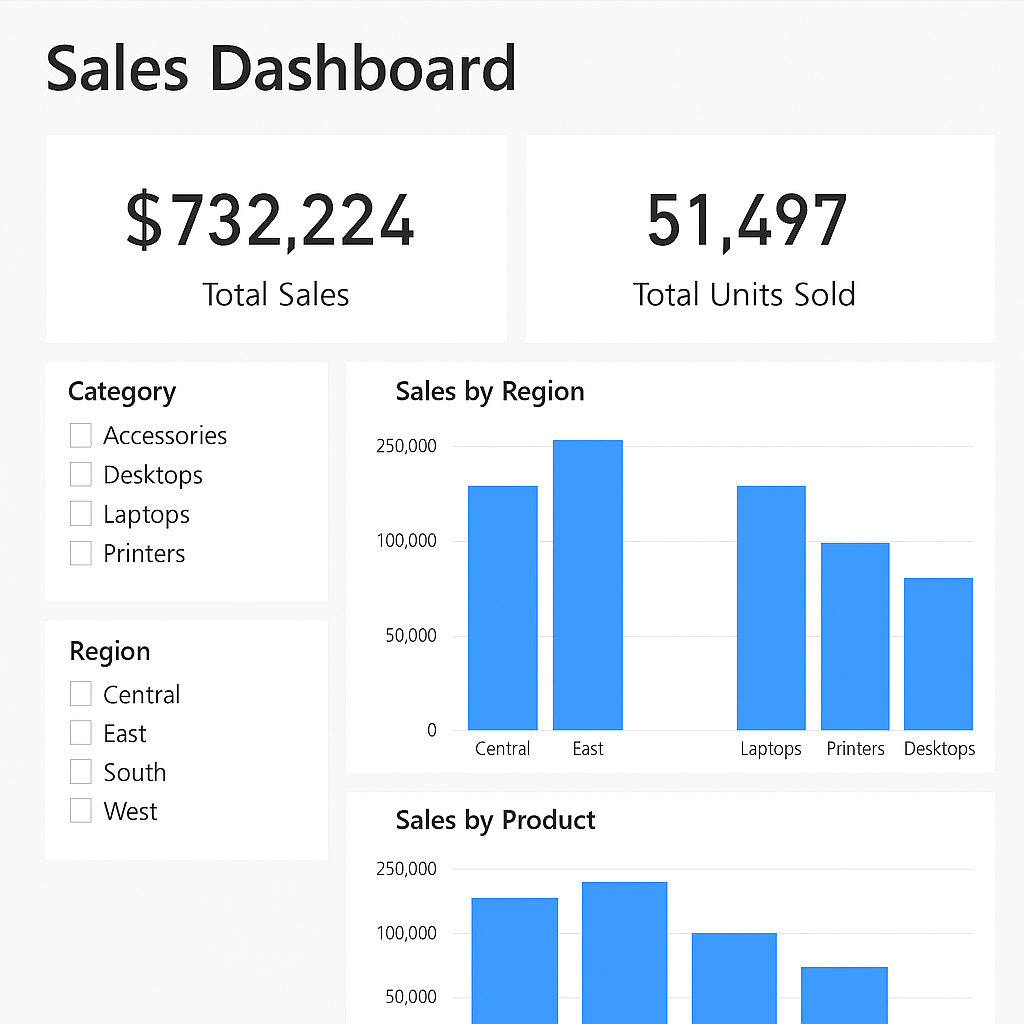 Sales Dashboard
$732,224
Total Sales
51,497
Total Units Sold
Category
Accessories
Desktops
Laptops
Printers
Region
Central
East
South
West
Sales by Region
250,000
100,000
50,000
0
Central East Laptops Printers Desktops
Sales by Product
250,000
100,000
50,000